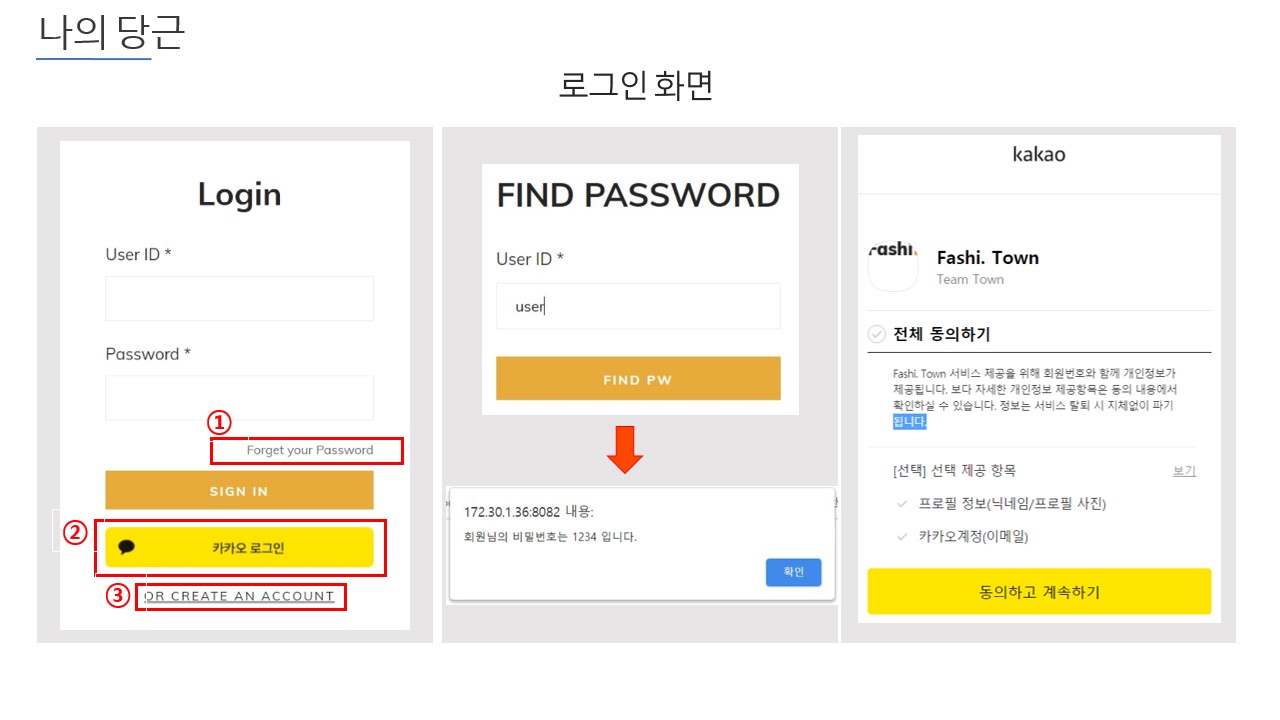 나의 당근
로그인 화면
Login
User ID *
Password *
①
Forget your Password
SIGN IN
②
카카오 로그인
③
OR CREATE AN ACCOUNT
FIND PASSWORD
User ID *
user
FIND PW
172.30.1.36:8082 내용:
회원님의 비밀번호는 1234 입니다.
확인
kakao
Fashi.
Fashi. Town
Team Town
전체 동의하기
Fashi. Town 서비스 제공을 위해 회원번호와 함께 개인정보가
제공됩니다. 보다 자세한 개인정보 제공항목은 동의 내용에서
확인하실 수 있습니다. 정보는 서비스 탈퇴 시 지체없이 파기
됩니다.
[선택] 선택 제공 항목 보기
프로필 정보(닉네임/프로필 사진)
카카오계정(이메일)
동의하고 계속하기